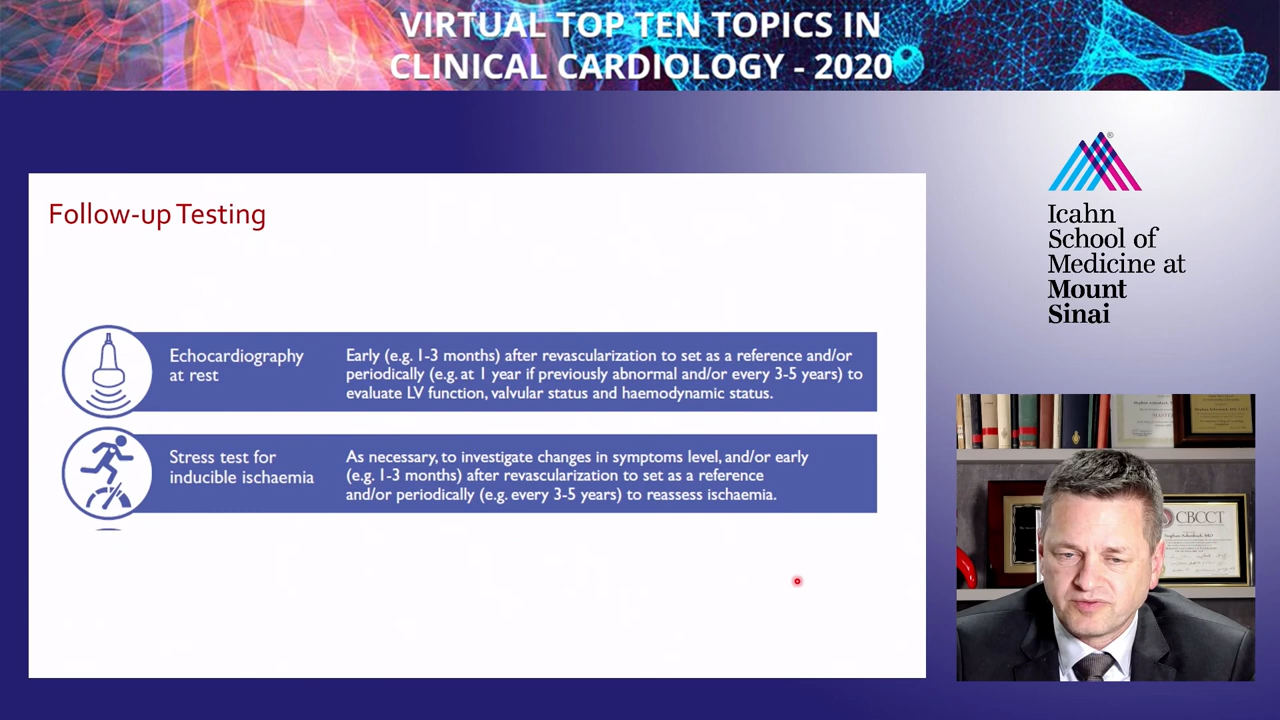 VIRTUAL TOP TEN TOPICS IN
CLINICAL CARDIOLOGY - 2020
Follow-up Testing
Echocardiography
at rest
Early (e.g. 1-3 months) after revascularization to set as a reference and/or
periodically (e.g. at 1 year if previously abnormal and/or every 3-5 years) to
evaluate LV function, valvular status and haemodynamic status.
Stress test for
inducible ischaemia
As necessary, to investigate changes in symptoms level, and/or early
(e.g. 1-3 months) after revascularization to set as a reference
and/or periodically (e.g. every 3-5 years) to reassess ischaemia.
®
Icahn
School of
Medicine at
Mount
Sinai
CBCCT